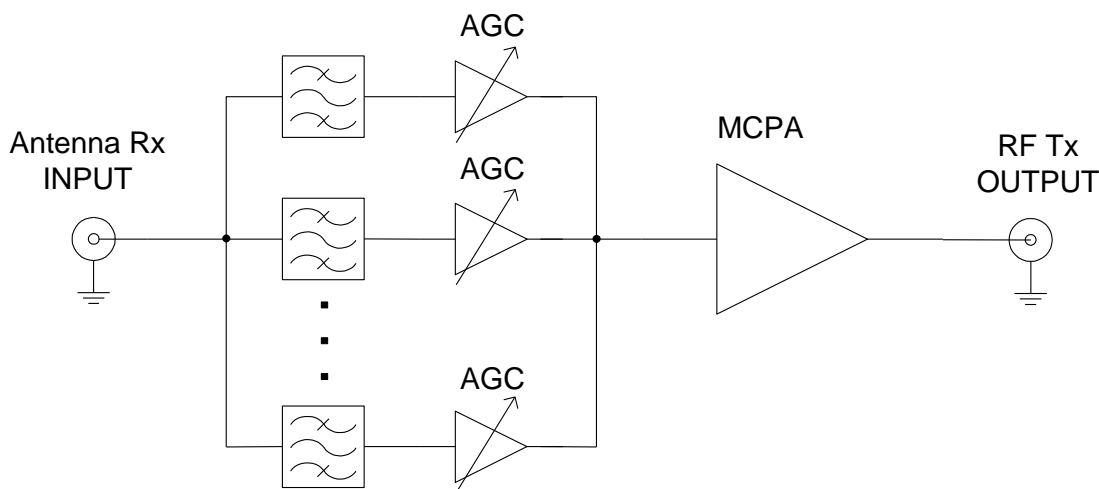 AGC
Antenna Rx
INPUT
AGC
MCPA
RF Tx
OUTPUT
AGC